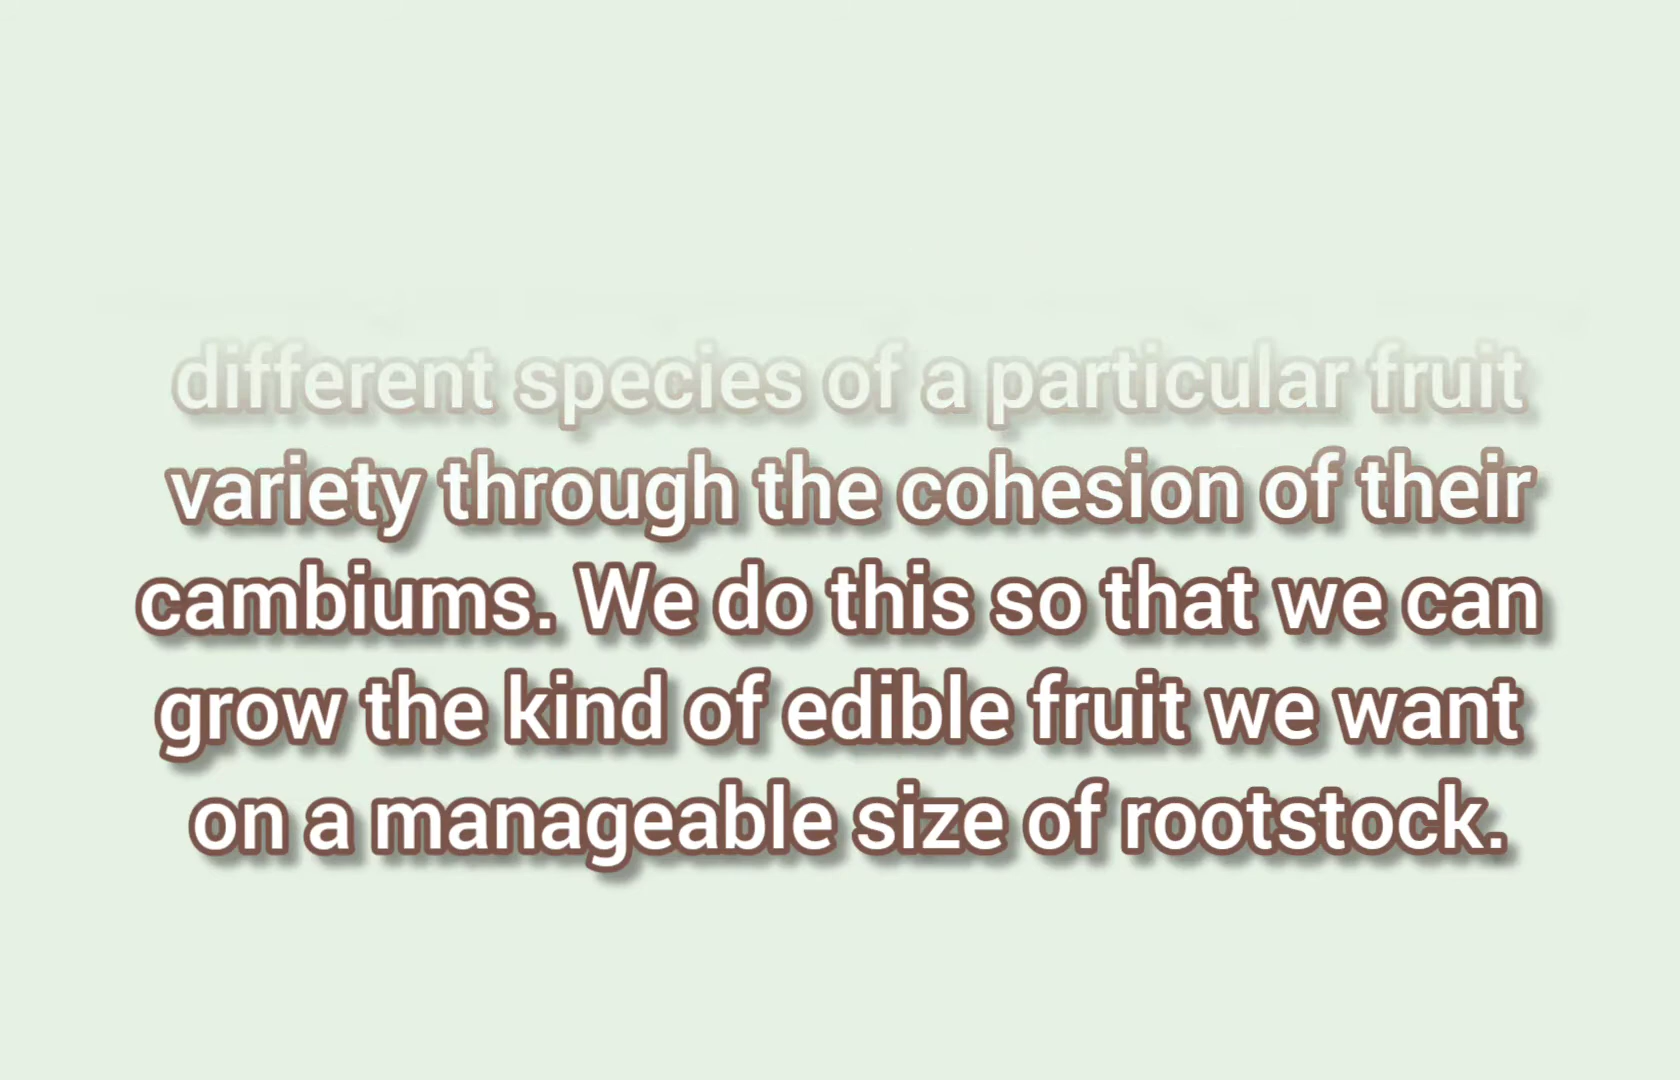 different species of a particular fruit
variety through the cohesion of their
cambiums. We do this so that we can
grow the kind of edible fruit we want
on a manageable size of rootstock.